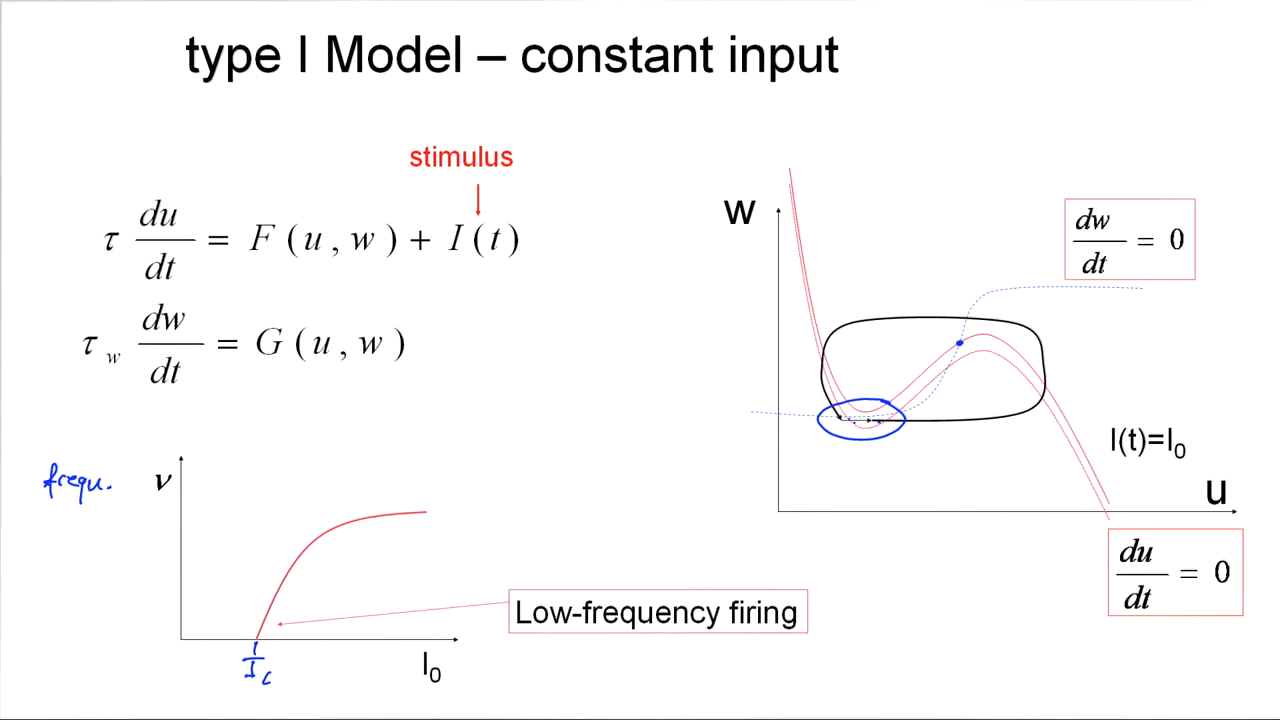 type I Model – constant input
stimulus
τ du/dt = F (u , w) + I (t)
τ_w dw/dt = G (u , w)
w
dw/dt = 0
I(t)=I₀
u
du/dt = 0
frequ.
ν
Low-frequency firing
I_c
I₀